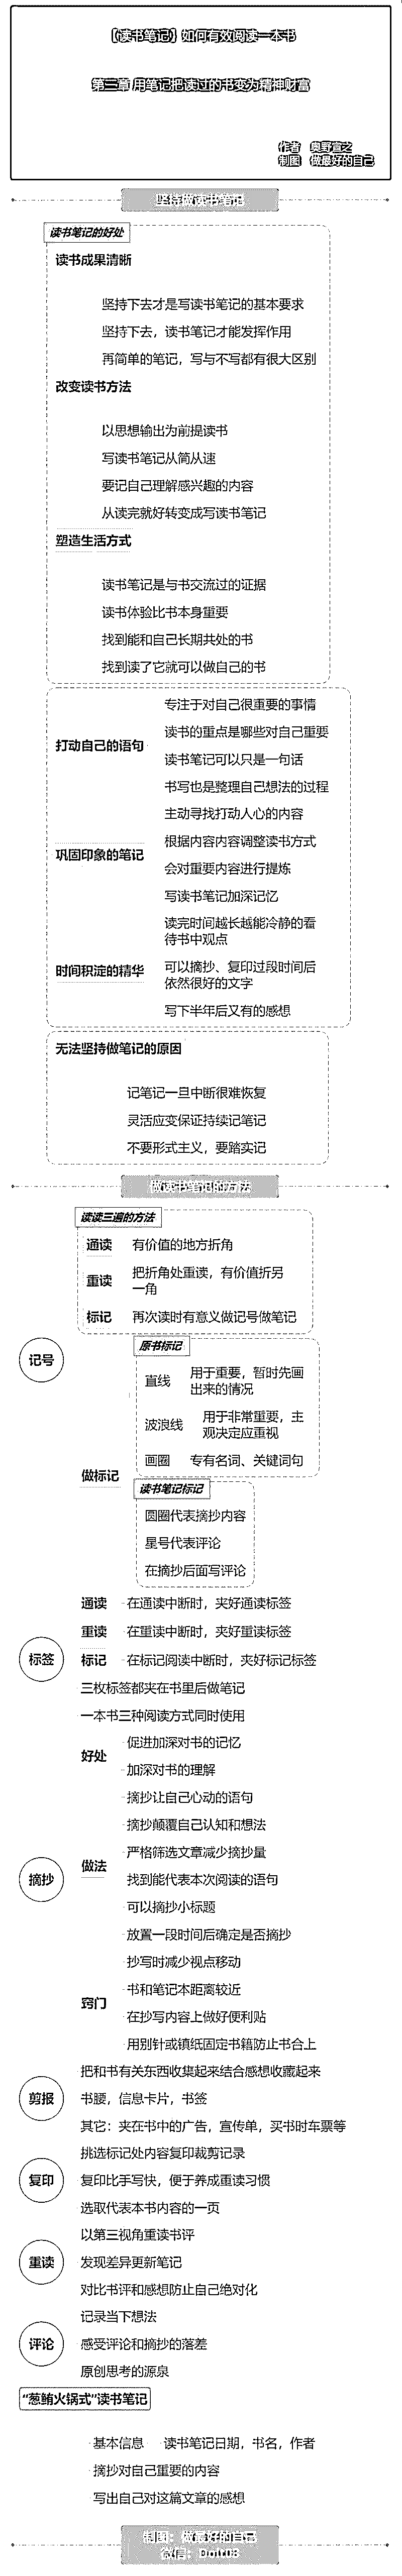 【读书笔记】如何有效阅读一本书
第三章 用笔记把读过的书变为精神财富
作者 奥野宣之
制图 做最好的自己
坚持做读书笔记
读书笔记的好处
读书成果清晰
坚持下去才是写读书笔记的基本要求
坚持下去，读书笔记才能发挥作用
再简单的笔记，写与不写都有很大区别
改变读书方法
以思想输出为前提读书
写读书笔记从简从速
要记自己理解感兴趣的内容
从读完就好转变成写读书笔记
塑造生活方式
读书笔记是与书交流过的证据
读书体验比书本身重要
找到能和自己长期共处的书
找到读了它就可以做自己的书
打动自己的语句
专注于对自己很重要的事情
读书的重点是哪些对自己重要
读书笔记可以只是一句话
书写也是整理自己想法的过程
主动寻找打动人心的内容
巩固印象的笔记
根据内容内容调整读书方式
会对重要内容进行提炼
写读书笔记加深记忆
时间积淀的精华
读完时间越长越能冷静的看
待书中观点
可以摘抄、复印过段时间后
依然很好的文字
写下半年后又有的感想
无法坚持做笔记的原因
记笔记一旦中断很难恢复
灵活应变保证持续记笔记
不要形式主义，要踏实记
做读书笔记的方法
记号
读读三遍的方法
通读 有价值的地方折角
重读 把折角处重读，有价值折另
一角
标记 再次读时有意义做记号做笔记
做标记
原书标记
直线 用于重要，暂时先画
出来的情况
波浪线 用于非常重要，主
观决定应重视
画圈 专有名词、关键词句
读书笔记标记
圆圈代表摘抄内容
星号代表评论
在摘抄后面写评论
标签
通读 在通读中断时，夹好通读标签
重读 在重读中断时，夹好重读标签
标记 在标记阅读中断时，夹好标记标签
三枚标签都夹在书里后做笔记
一本书三种阅读方式同时使用
摘抄
好处
促进加深对书的记忆
加深对书的理解
做法
摘抄让自己心动的语句
摘抄颠覆自己认知和想法
严格筛选文章减少摘抄量
找到能代表本次阅读的语句
可以摘抄小标题
放置一段时间后确定是否摘抄
窍门
抄写时减少视点移动
书和笔记本距离较近
在抄写内容上做好便利贴
用别针或镇纸固定书籍防止书合上
剪报
把和书有关东西收集起来结合感想收藏起来
书腰，信息卡片，书签
其它：夹在书中的广告，宣传单，买书时车票等
复印
挑选标记处内容复印裁剪记录
复印比手写快，便于养成重读习惯
选取代表本书内容的一页
重读
以第三视角重读书评
发现差异更新笔记
对比书评和感想防止自己绝对化
评论
记录当下想法
感受评论和摘抄的落差
原创思考的源泉
“葱鲔火锅式”读书笔记
基本信息 读书笔记日期，书名，作者
摘抄对自己重要的内容
写出自己对这篇文章的感想
制图：做最好的自己
微信：